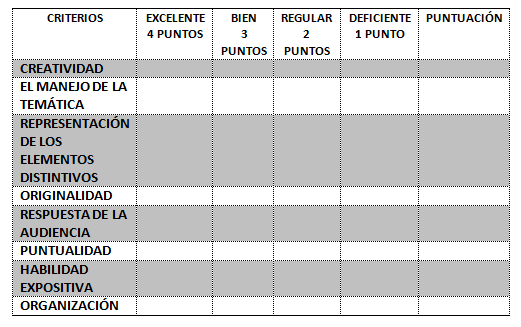 CRITERIOS EXCELENTE BIEN REGULAR DEFICIENTE PUNTUACIÓN
4 PUNTOS 3 2 1 PUNTO
PUNTOS PUNTOS
CREATIVIDAD
EL MANEJO DE LA
TEMÁTICA
REPRESENTACIÓN
DE LOS
ELEMENTOS
DISTINTIVOS
ORIGINALIDAD
RESPUESTA DE LA
AUDIENCIA
PUNTUALIDAD
HABILIDAD
EXPOSITIVA
ORGANIZACIÓN